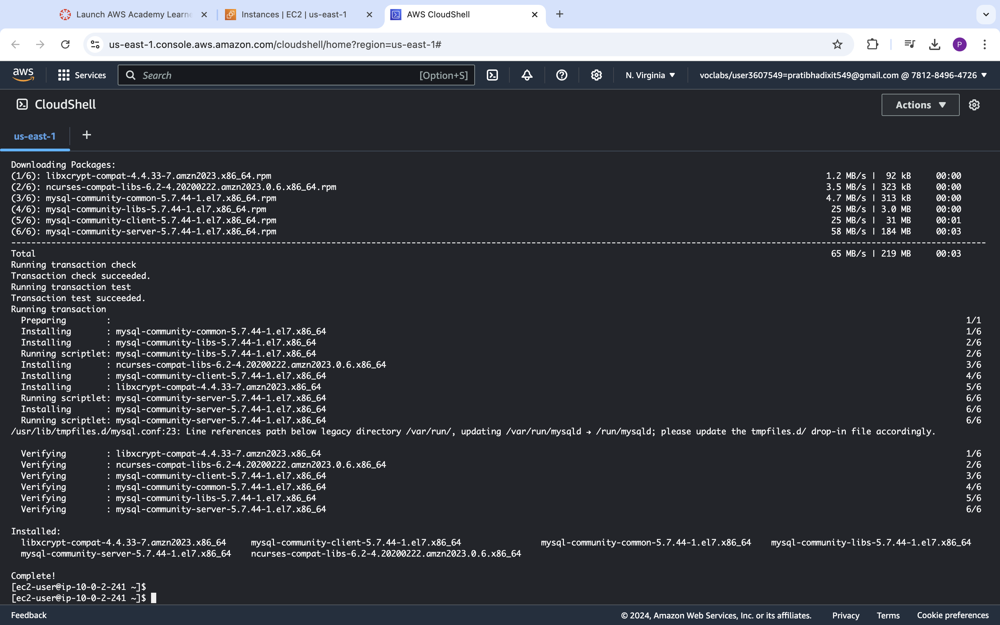 Launch AWS Academy Learne
Instances | EC2 | us-east-1
AWS CloudShell
us-east-1.console.aws.amazon.com/cloudshell/home?region=us-east-1#
P
aws
Services
Search
[Option+S]
N. Virginia
voclabs/user3607549=pratibhadixit549@gmail.com @ 7812-8496-4726
CloudShell
Actions
us-east-1
Downloading Packages:
(1/6): libxcrypt-compat-4.4.33-7.amzn2023.x86_64.rpm 1.2 MB/s | 92 kB 00:00
(2/6): ncurses-compat-libs-6.2-4.20200222.amzn2023.0.6.x86_64.rpm 3.5 MB/s | 323 kB 00:00
(3/6): mysql-community-common-5.7.44-1.el7.x86_64.rpm 4.7 MB/s | 313 kB 00:00
(4/6): mysql-community-libs-5.7.44-1.el7.x86_64.rpm 25 MB/s | 3.0 MB 00:00
(5/6): mysql-community-client-5.7.44-1.el7.x86_64.rpm 25 MB/s | 31 MB 00:01
(6/6): mysql-community-server-5.7.44-1.el7.x86_64.rpm 58 MB/s | 184 MB 00:03
Total 65 MB/s | 219 MB 00:03
Running transaction check
Transaction check succeeded.
Running transaction test
Transaction test succeeded.
Running transaction
Preparing : 1/1
Installing : mysql-community-common-5.7.44-1.el7.x86_64 1/6
Installing : mysql-community-libs-5.7.44-1.el7.x86_64 2/6
Running scriptlet: mysql-community-libs-5.7.44-1.el7.x86_64 2/6
Installing : ncurses-compat-libs-6.2-4.20200222.amzn2023.0.6.x86_64 3/6
Installing : mysql-community-client-5.7.44-1.el7.x86_64 4/6
Installing : libxcrypt-compat-4.4.33-7.amzn2023.x86_64 5/6
Running scriptlet: mysql-community-server-5.7.44-1.el7.x86_64 6/6
Installing : mysql-community-server-5.7.44-1.el7.x86_64 6/6
Running scriptlet: mysql-community-server-5.7.44-1.el7.x86_64 6/6
/usr/lib/tmpfiles.d/mysql.conf:23: Line references path below legacy directory /var/run/, updating /var/run/mysqld → /run/mysqld; please update the tmpfiles.d/ drop-in file accordingly.
Verifying : libxcrypt-compat-4.4.33-7.amzn2023.x86_64 1/6
Verifying : ncurses-compat-libs-6.2-4.20200222.amzn2023.0.6.x86_64 2/6
Verifying : mysql-community-client-5.7.44-1.el7.x86_64 3/6
Verifying : mysql-community-common-5.7.44-1.el7.x86_64 4/6
Verifying : mysql-community-libs-5.7.44-1.el7.x86_64 5/6
Verifying : mysql-community-server-5.7.44-1.el7.x86_64 6/6
Installed:
libxcrypt-compat-4.4.33-7.amzn2023.x86_64 mysql-community-client-5.7.44-1.el7.x86_64 mysql-community-common-5.7.44-1.el7.x86_64 mysql-community-libs-5.7.44-1.el7.x86_64
mysql-community-server-5.7.44-1.el7.x86_64 ncurses-compat-libs-6.2-4.20200222.amzn2023.0.6.x86_64
Complete!
[ec2-user@ip-10-0-2-241 ~]$
[ec2-user@ip-10-0-2-241 ~]$
Feedback
© 2024, Amazon Web Services, Inc. or its affiliates.
Privacy
Terms
Cookie preferences